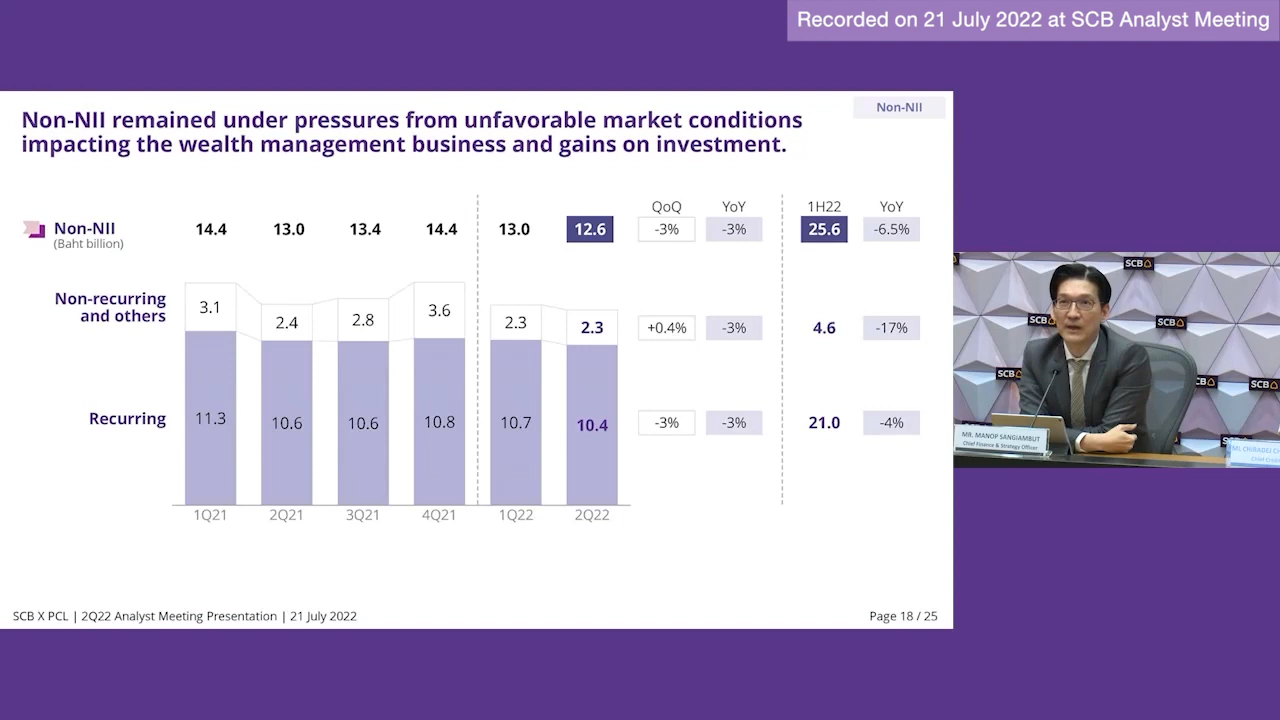 Recorded on 21 July 2022 at SCB Analyst Meeting
Non-NII
Non-NII remained under pressures from unfavorable market conditions
impacting the wealth management business and gains on investment.
QoQ YoY 1H22 YoY
Non-NII 14.4 13.0 13.4 14.4 13.0 12.6 -3% -3% 25.6 -6.5%
(Baht billion)
Non-recurring
and others
3.1 2.4 2.8 3.6 2.3 2.3 +0.4% -3% 4.6 -17%
Recurring 11.3 10.6 10.6 10.8 10.7 10.4 -3% -3% 21.0 -4%
1Q21 2Q21 3Q21 4Q21 1Q22 2Q22
SCB X PCL | 2Q22 Analyst Meeting Presentation | 21 July 2022
Page 18 / 25
SCB
SCB
SCB
SCB
SCB
MR. MANOP SANGIAMBUT
Chief Finance & Strategy Officer